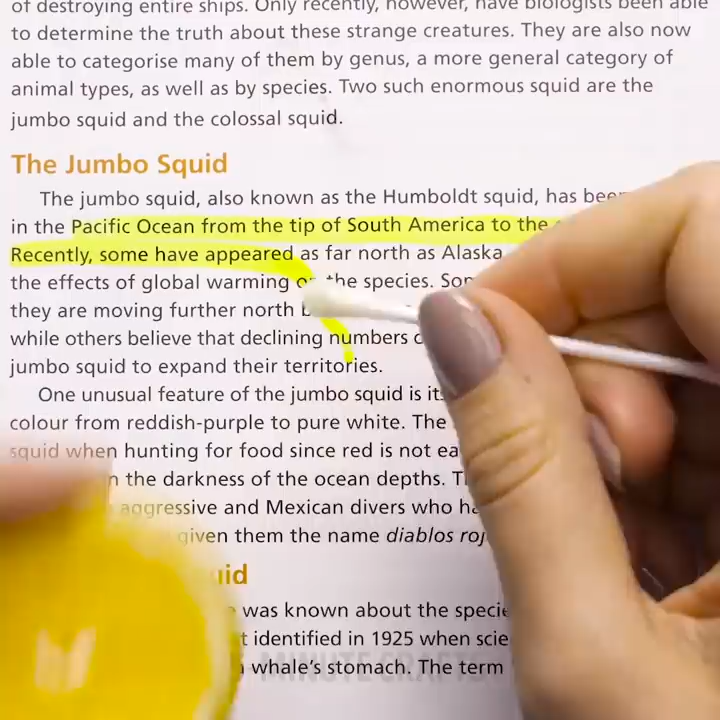 of destroying entire ships. Only recently, however, have biologists been able
to determine the truth about these strange creatures. They are also now
able to categorise many of them by genus, a more general category of
animal types, as well as by species. Two such enormous squid are the
jumbo squid and the colossal squid.
The Jumbo Squid
The jumbo squid, also known as the Humboldt squid, has
in the Pacific Ocean from the tip of South America to the
Recently, some have appeared as far north as Alaska
the effects of global warming the species.
they are moving further north
while others believe that declining numbers
jumbo squid to expand their territories.
One unusual feature of the jumbo squid is
colour from reddish-purple to pure white. The
squid when hunting for food since red is not
the darkness of the ocean depths.
aggressive and Mexican divers who
given them the name diablos
was known about the
identified in 1925 when
whale's stomach. The term
MINUTE CRAFTS